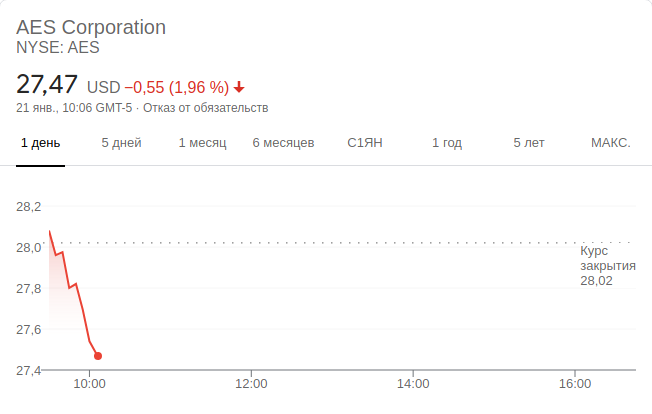 AES Corporation
NYSE: AES
27,47 USD −0,55 (1,96 %)
21 янв., 10:06 GMT-5 · Отказ от обязательств
1 день 5 дней 1 месяц 6 месяцев С1ЯН 1 год 5 лет МАКС.
28,2
28,0
27,8
27,6
27,4
Курс
закрытия
28,02
10:00 12:00 14:00 16:00